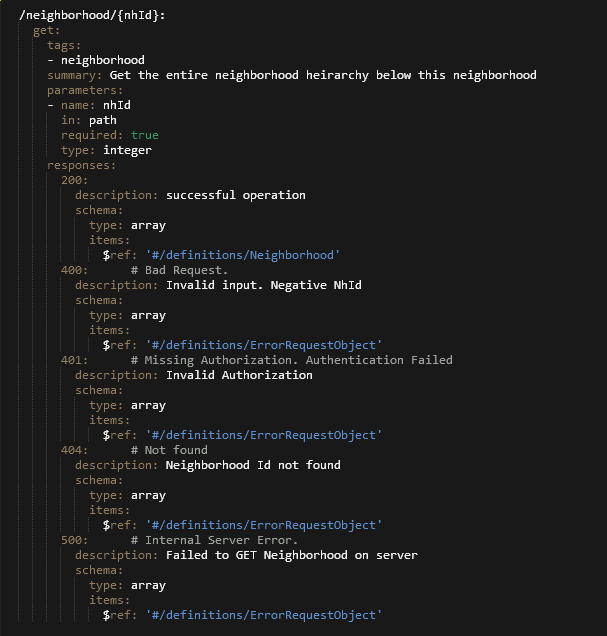 /neighborhood/{nhId}:
  get:
    tags:
    - neighborhood
    summary: Get the entire neighborhood heirarchy below this neighborhood
    parameters:
    - name: nhId
      in: path
      required: true
      type: integer
    responses:
      200:
        description: successful operation
        schema:
          type: array
          items:
            $ref: '#/definitions/Neighborhood'
      400:      # Bad Request.
        description: Invalid input. Negative NhId
        schema:
          type: array
          items:
            $ref: '#/definitions/ErrorRequestObject'
      401:      # Missing Authorization. Authentication Failed
        description: Invalid Authorization
        schema:
          type: array
          items:
            $ref: '#/definitions/ErrorRequestObject'
      404:      # Not found
        description: Neighborhood Id not found
        schema:
          type: array
          items:
            $ref: '#/definitions/ErrorRequestObject'
      500:      # Internal Server Error.
        description: Failed to GET Neighborhood on server
        schema:
          type: array
          items:
            $ref: '#/definitions/ErrorRequestObject'